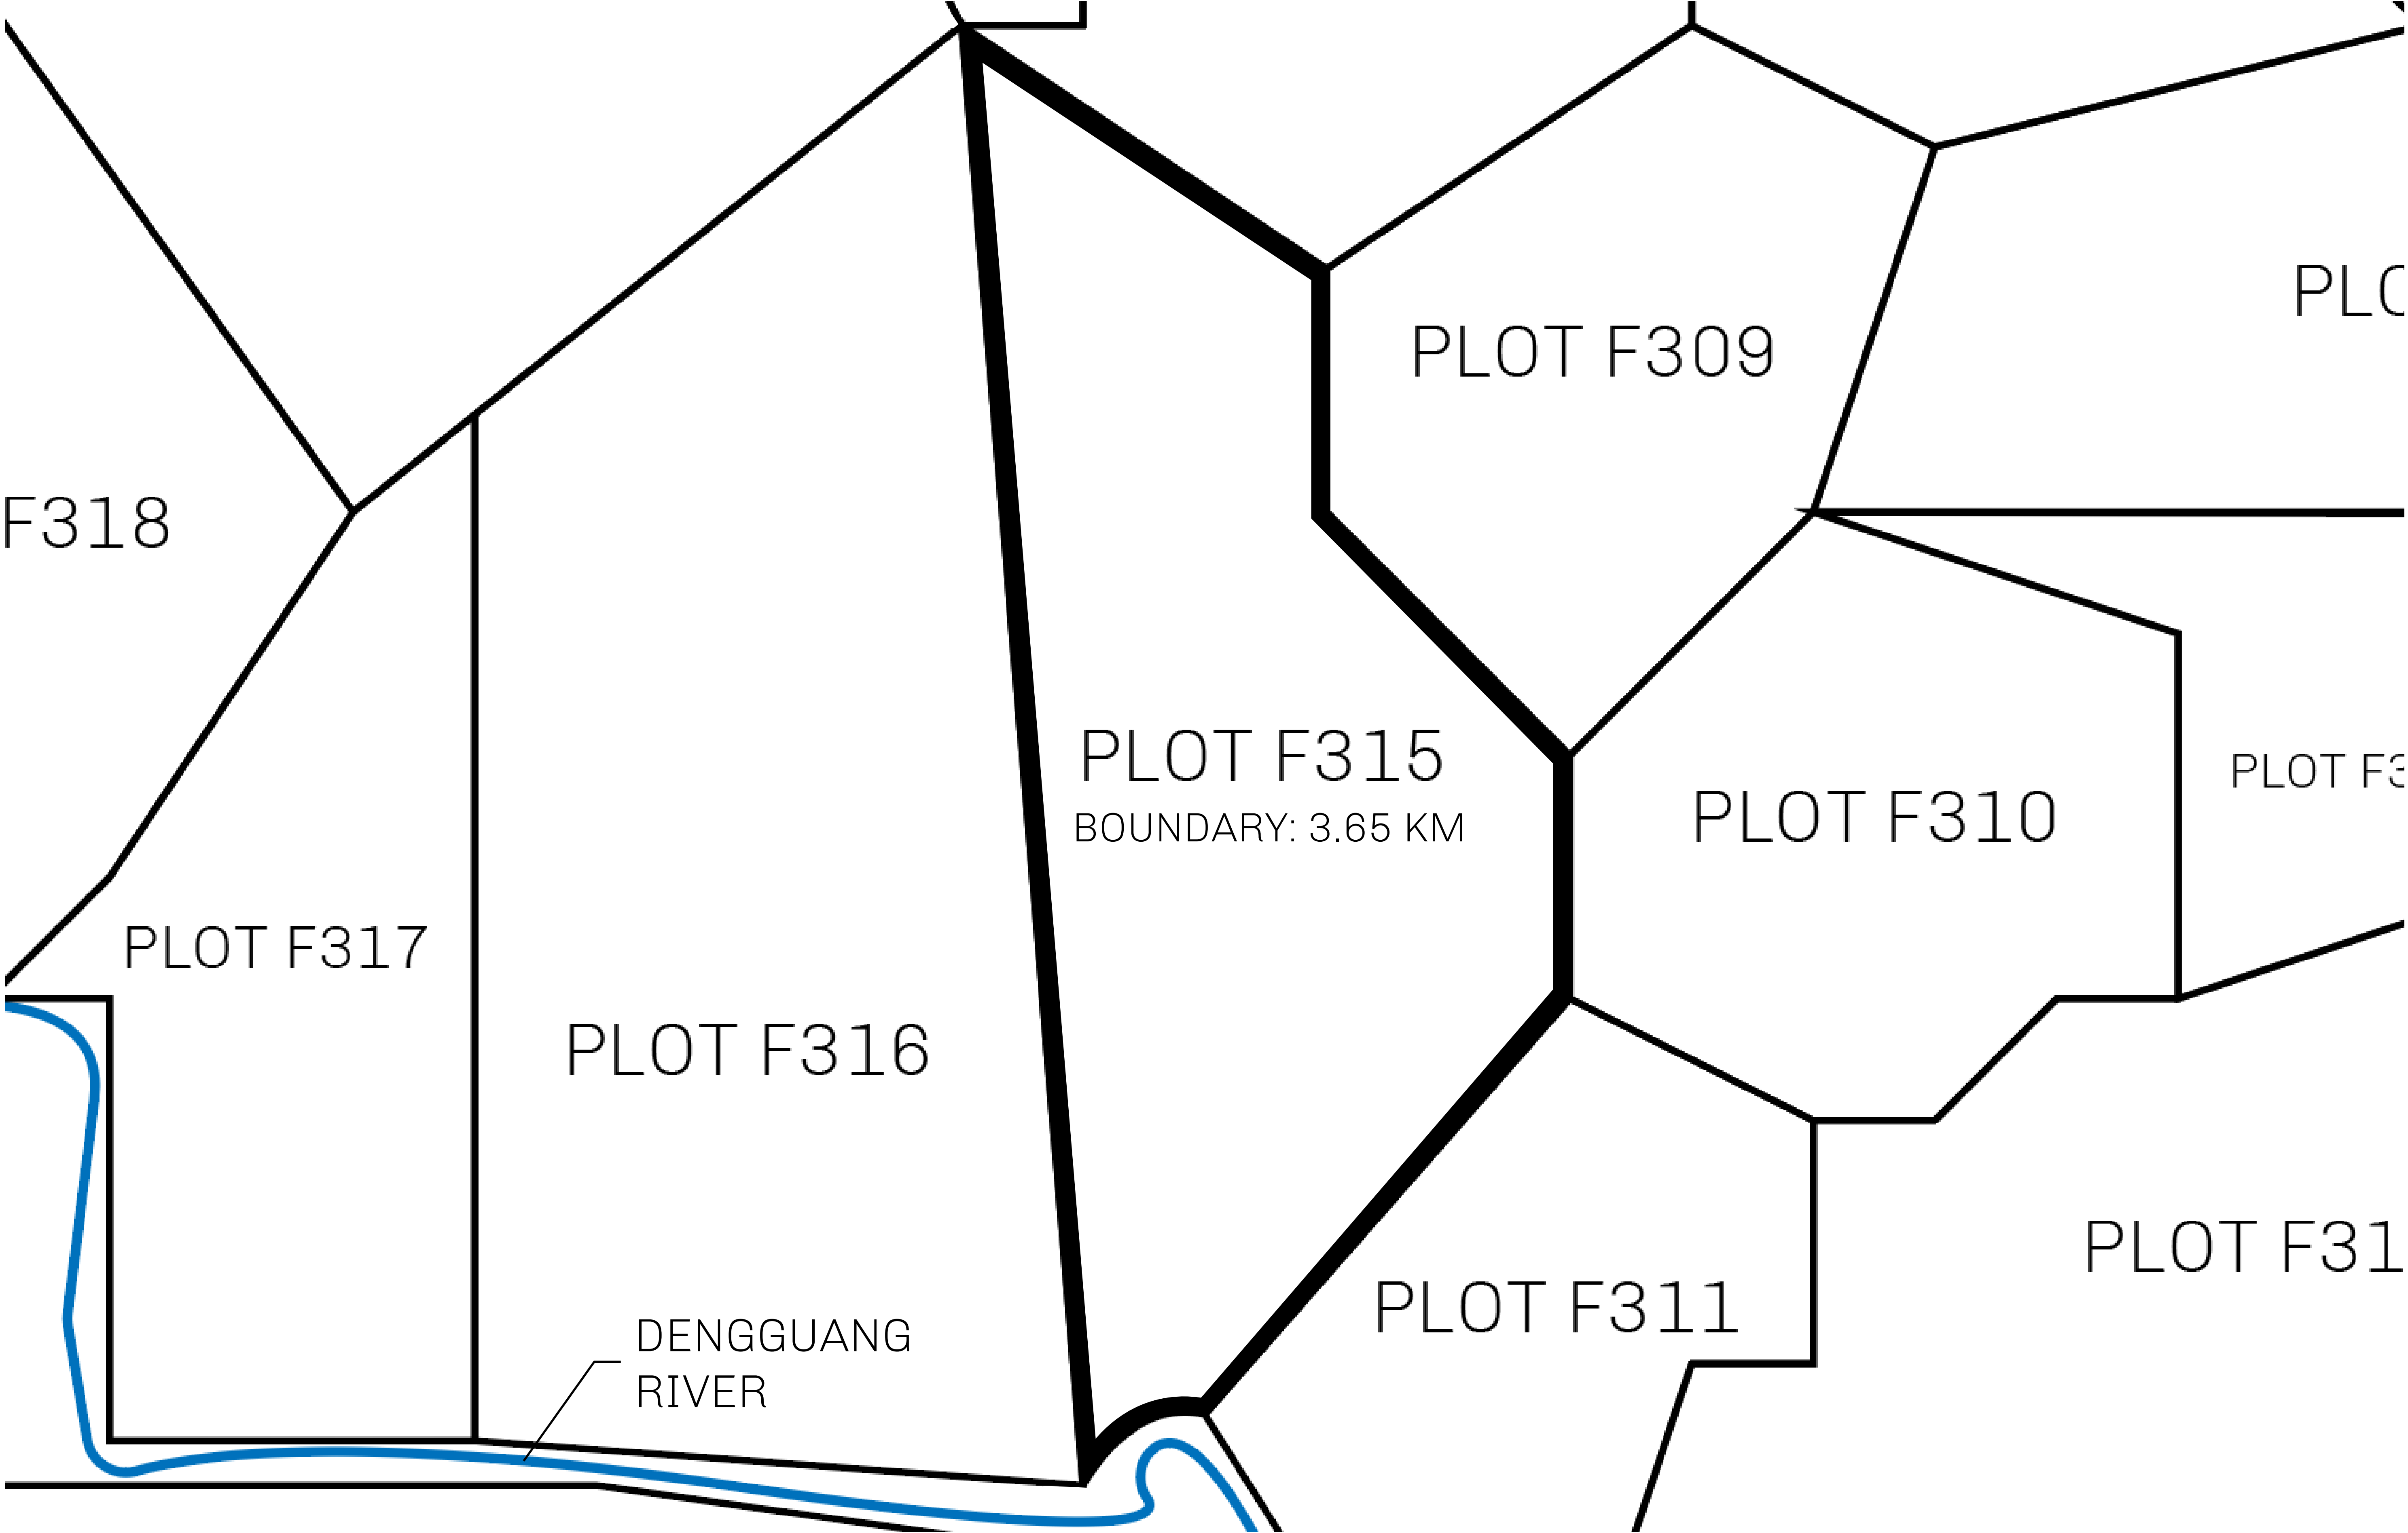 PLOT F309
F318
PLOT F315
BOUNDARY: 3.65 KM
PLOT F310
PLOT F317
PLOT F316
PLOT F311
DENGGUANG
RIVER